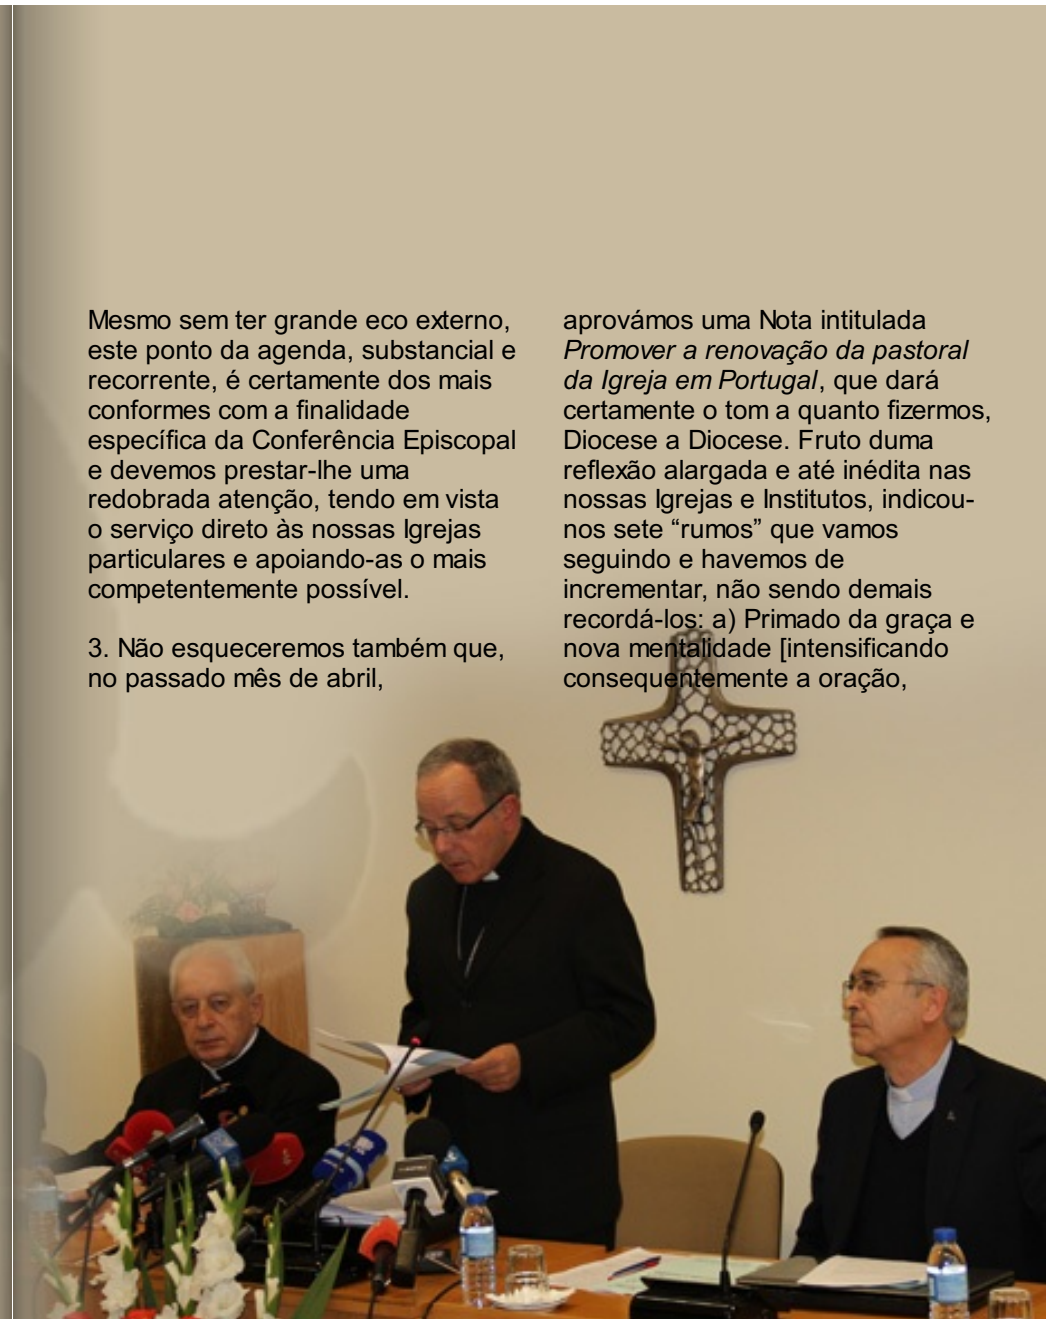 Mesmo sem ter grande eco externo,
este ponto da agenda, substancial e
recorrente, é certamente dos mais
conformes com a finalidade
específica da Conferência Episcopal
e devemos prestar-lhe uma
redobrada atenção, tendo em vista
o serviço direto às nossas Igrejas
particulares e apoiando-as o mais
competentemente possível.
3. Não esqueceremos também que,
no passado mês de abril,
aprovámos uma Nota intitulada
Promover a renovação da pastoral
da Igreja em Portugal, que dará
certamente o tom a quanto fizermos,
Diocese a Diocese. Fruto duma
reflexão alargada e até inédita nas
nossas Igrejas e Institutos, indicou-
nos sete “rumos” que vamos
seguindo e havemos de
incrementar, não sendo demais
recordá-los: a) Primado da graça e
nova mentalidade [intensificando
consequentemente a oração,